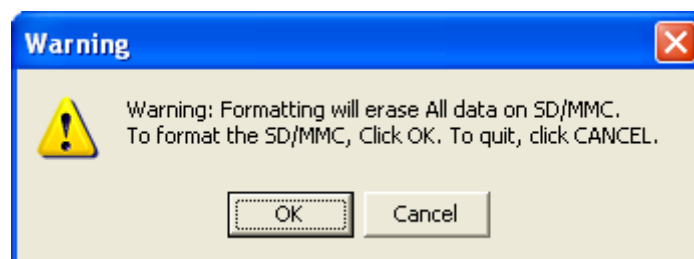 Warning
Warning: Formatting will erase All data on SD/MMC.
To format the SD/MMC, Click OK. To quit, click CANCEL.
OK
Cancel